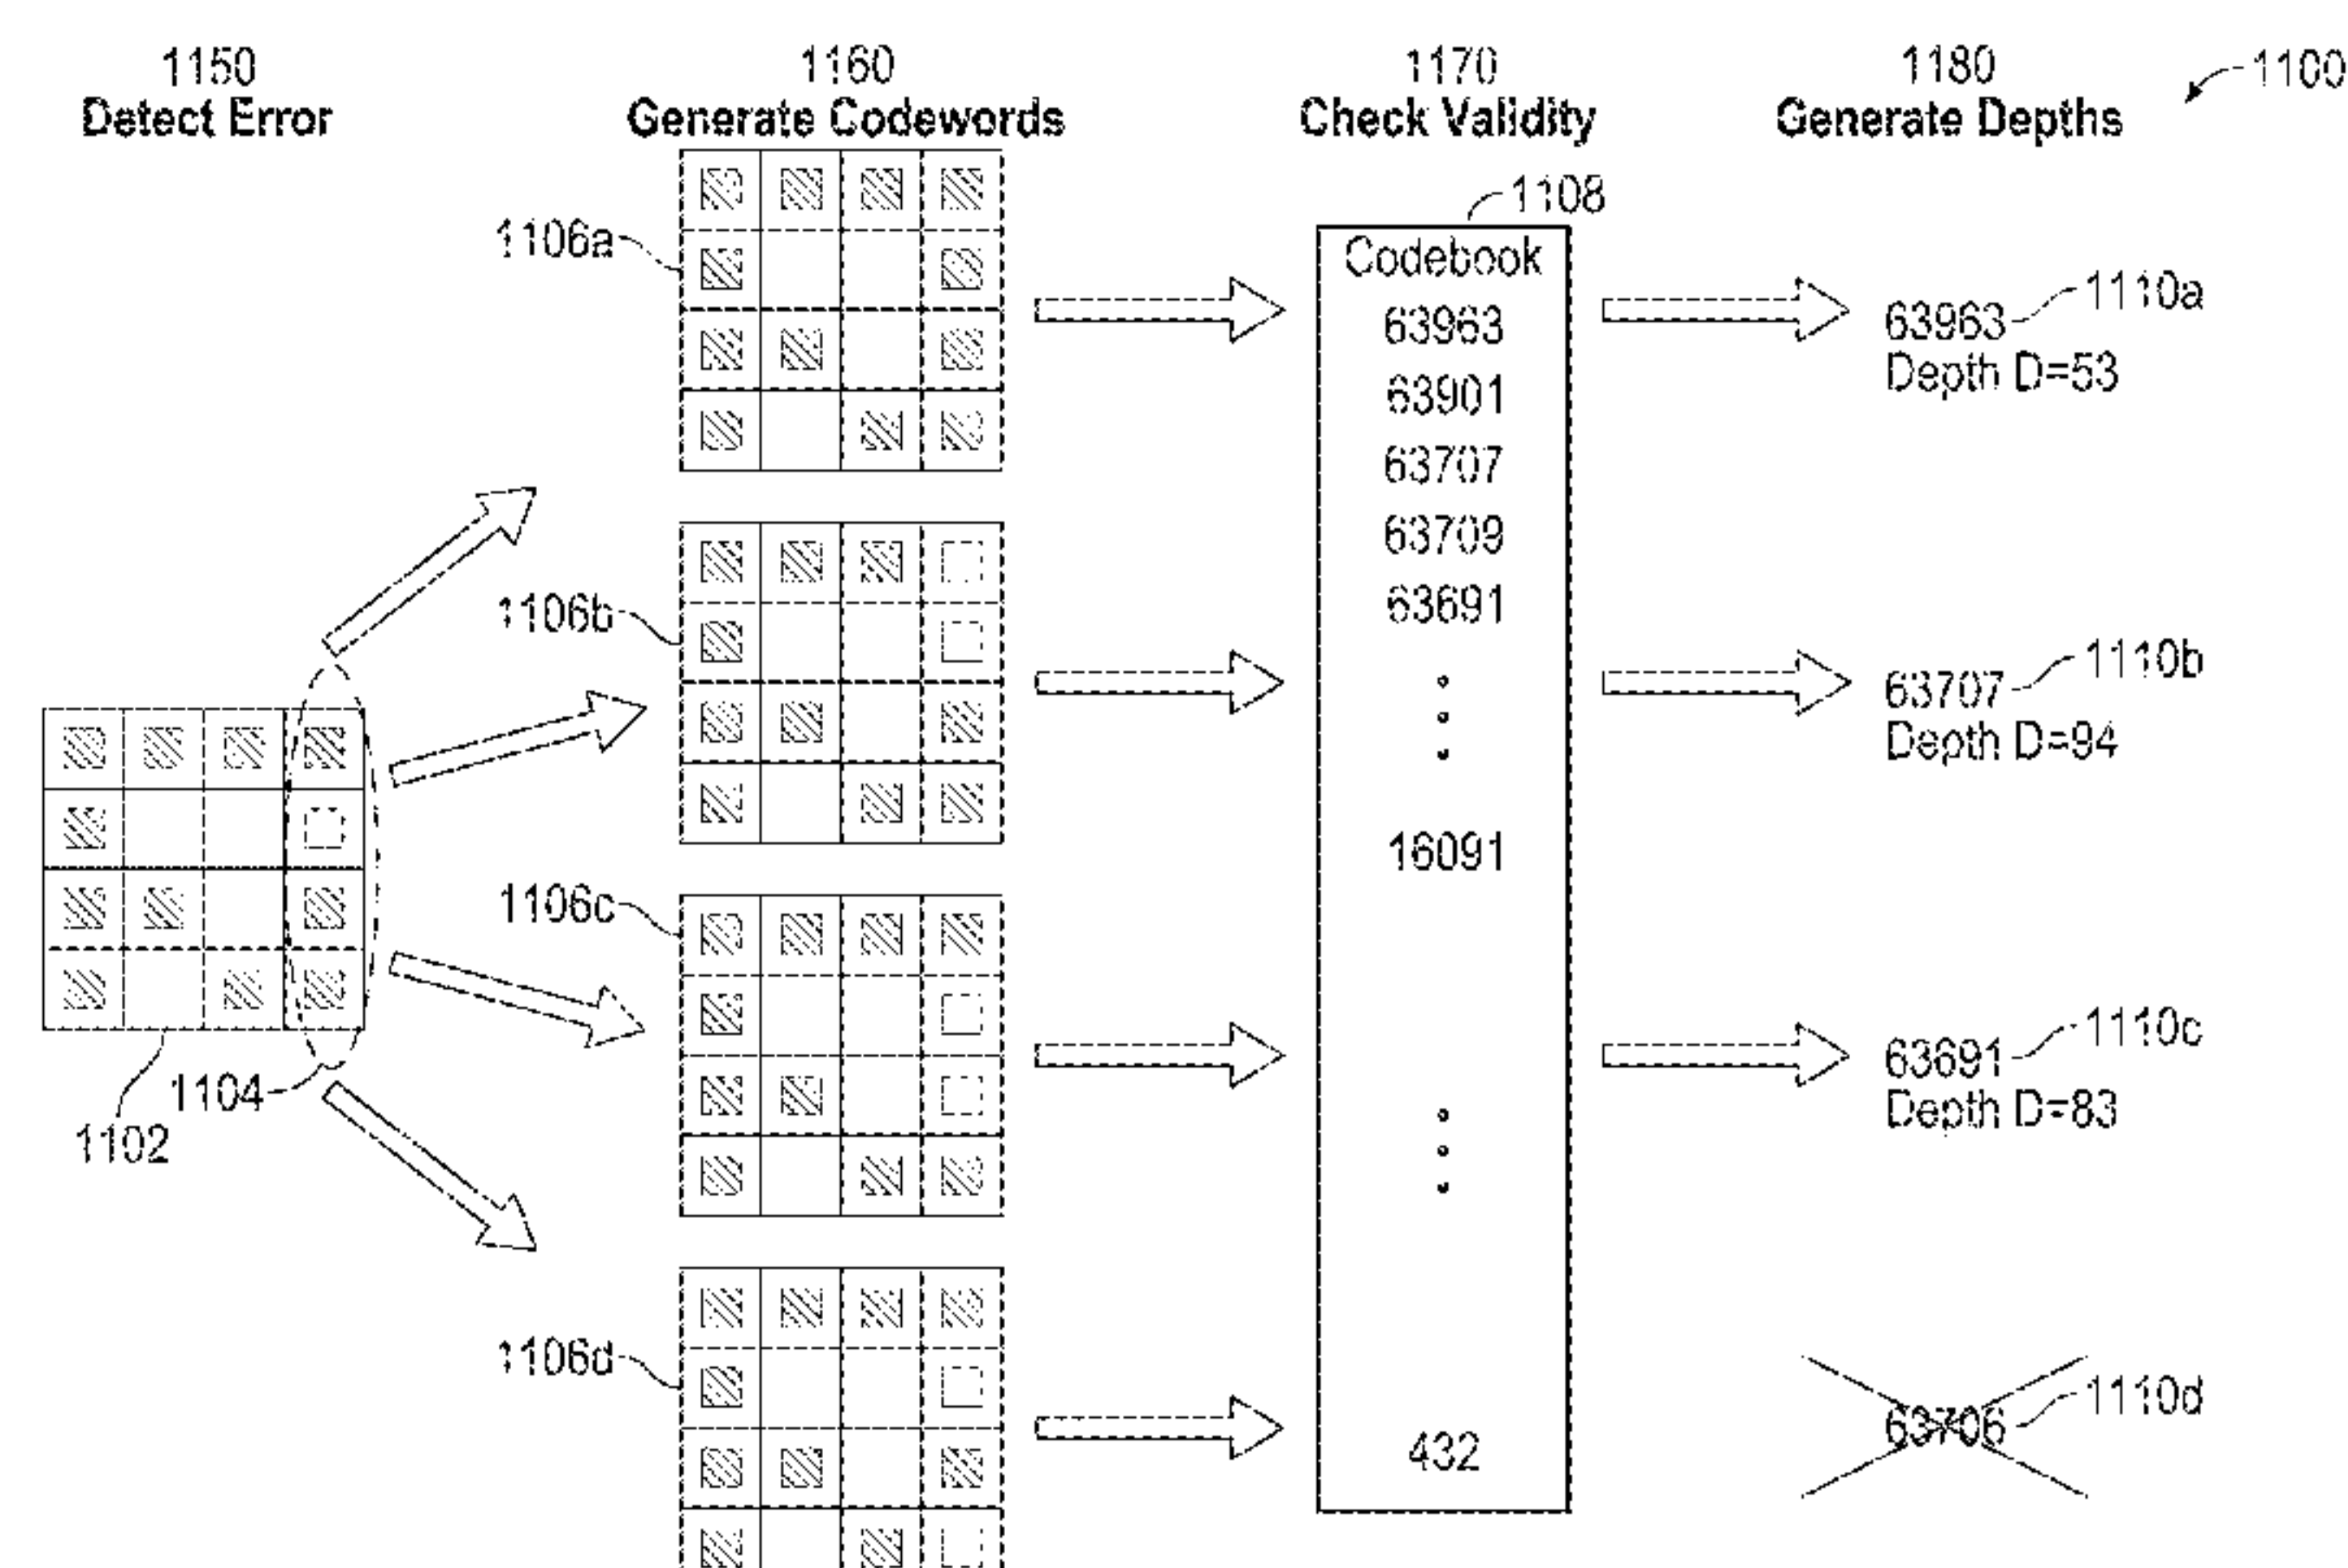 1150
Detect Error
1160
Generate Codewords
1170
Check Validity
1180
Generate Depths
1100
1106a
1106b
1106c
1106d
1104
1102
1108
Codebook
63963
63901
63707
63709
63691
16091
432
63963
1110a
Depth D=53
63707
1110b
Depth D=94
63691
1110c
Depth D=83
63706
1110d